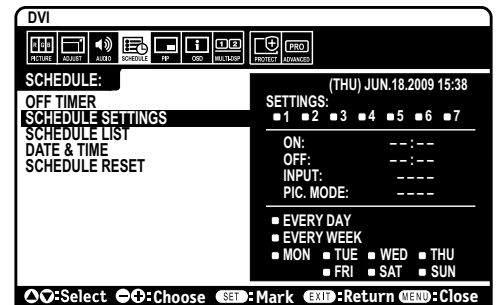 DVI
RGB
1 2
PRO
PICTURE ADJUST AUDIO SCHEDULE PIP OSD MULTI-DSP PROTECT ADVANCED
SCHEDULE:
OFF TIMER
SCHEDULE SETTINGS
SCHEDULE LIST
DATE & TIME
SCHEDULE RESET
(THU) JUN.18.2009 15:38
SETTINGS:
1 2 3 4 5 6 7
ON: --:--
OFF: --:--
INPUT: ----
PIC. MODE: ----
EVERY DAY
EVERY WEEK
MON TUE WED THU
FRI SAT SUN
:Select :Choose SET:Mark EXIT:Return MENU:Close